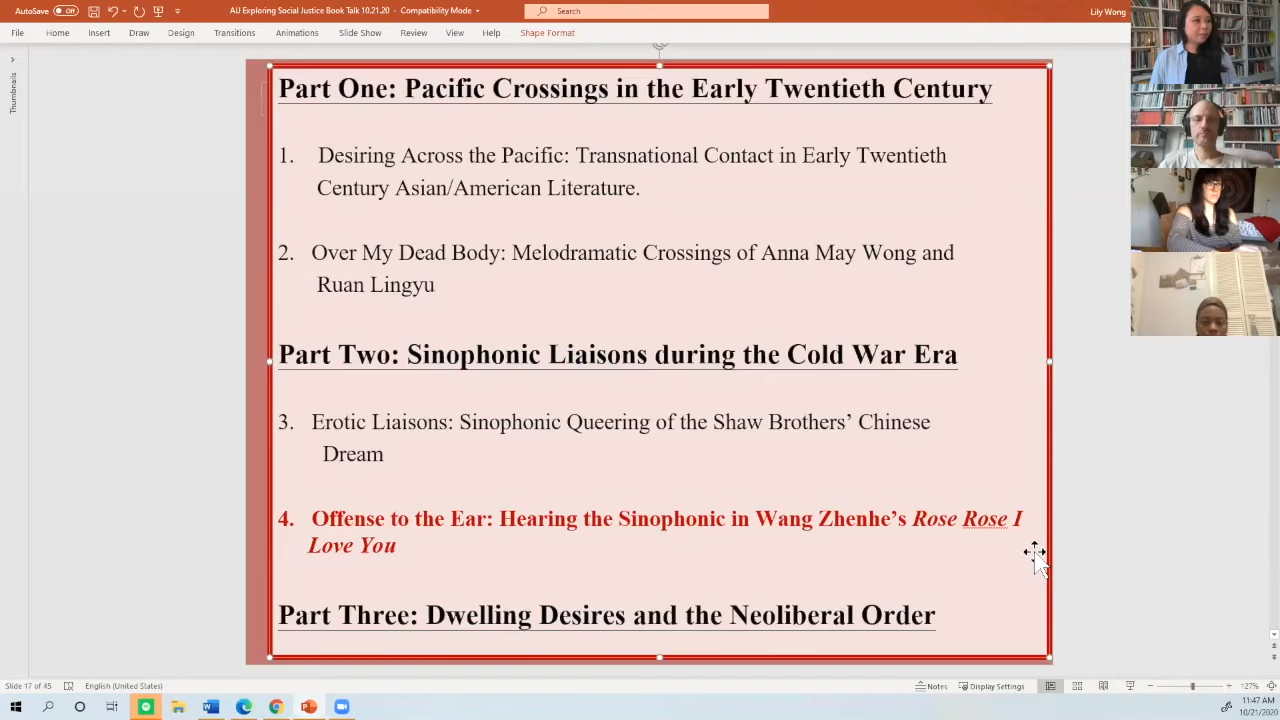 AutoSave Off AU Exploring Social Justice Book Talk 10.21.20 - Compatibility Mode Search Lily Wong
File Home Insert Draw Design Transitions Animations Slide Show Review View Help Shape Format
Thumbnails
Part One: Pacific Crossings in the Early Twentieth Century
1. Desiring Across the Pacific: Transnational Contact in Early Twentieth
Century Asian/American Literature.
2. Over My Dead Body: Melodramatic Crossings of Anna May Wong and
Ruan Lingyu
Part Two: Sinophonic Liaisons during the Cold War Era
3. Erotic Liaisons: Sinophonic Queering of the Shaw Brothers’ Chinese
Dream
4. Offense to the Ear: Hearing the Sinophonic in Wang Zhenhe’s Rose Rose I
Love You
Part Three: Dwelling Desires and the Neoliberal Order
Slide 17 of 45 English (United States) Notes Display Settings 127%
11:47 AM
10/21/2020